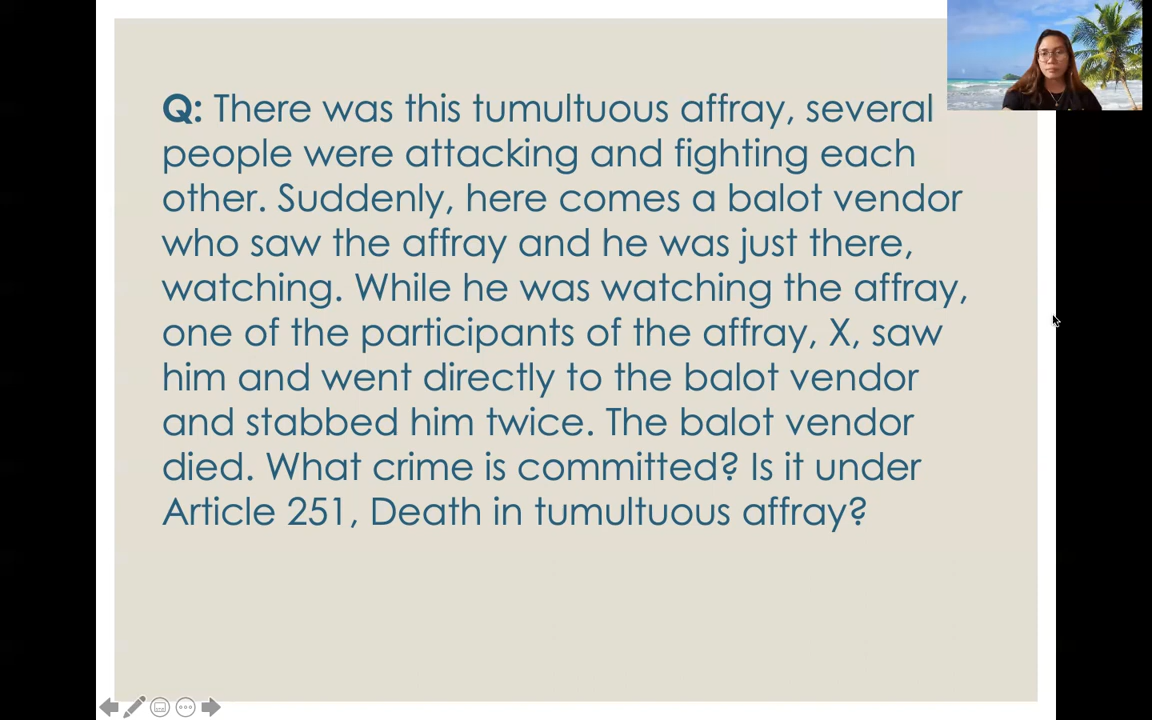 Q: There was this tumultuous affray, several
people were attacking and fighting each
other. Suddenly, here comes a balot vendor
who saw the affray and he was just there,
watching. While he was watching the affray,
one of the participants of the affray, X, saw
him and went directly to the balot vendor
and stabbed him twice. The balot vendor
died. What crime is committed? Is it under
Article 251, Death in tumultuous affray?